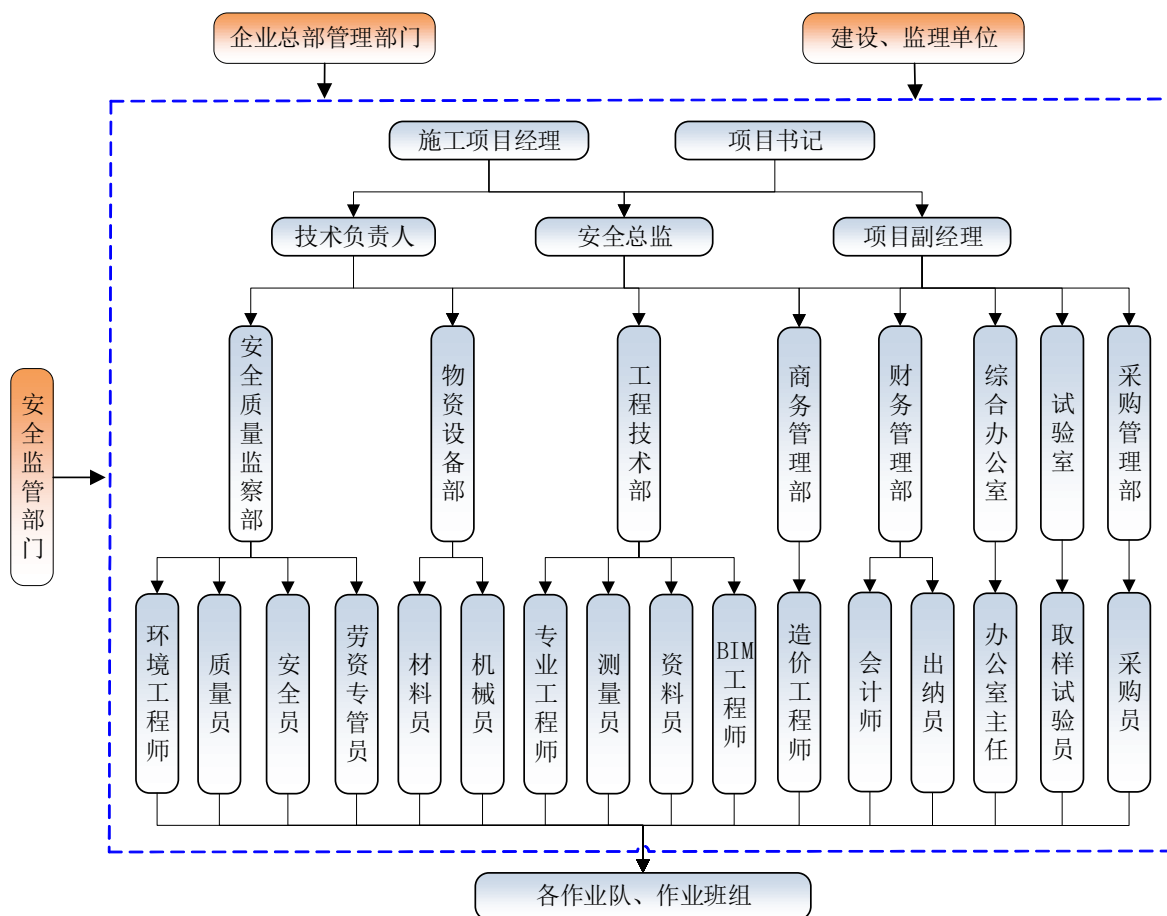 企业总部管理部门
建设、监理单位
施工项目经理
项目书记
技术负责人
安全总监
项目副经理
安全监管部门
安全质量监察部
物资设备部
工程技术部
商务管理部
财务管理部
综合办公室
试验室
采购管理部
环境工程师
质量员
安全员
劳资专管员
材料员
机械员
专业工程师
测量员
资料员
BIM工程师
造价工程师
会计师
出纳员
办公室主任
取样试验员
采购员
各作业队、作业班组